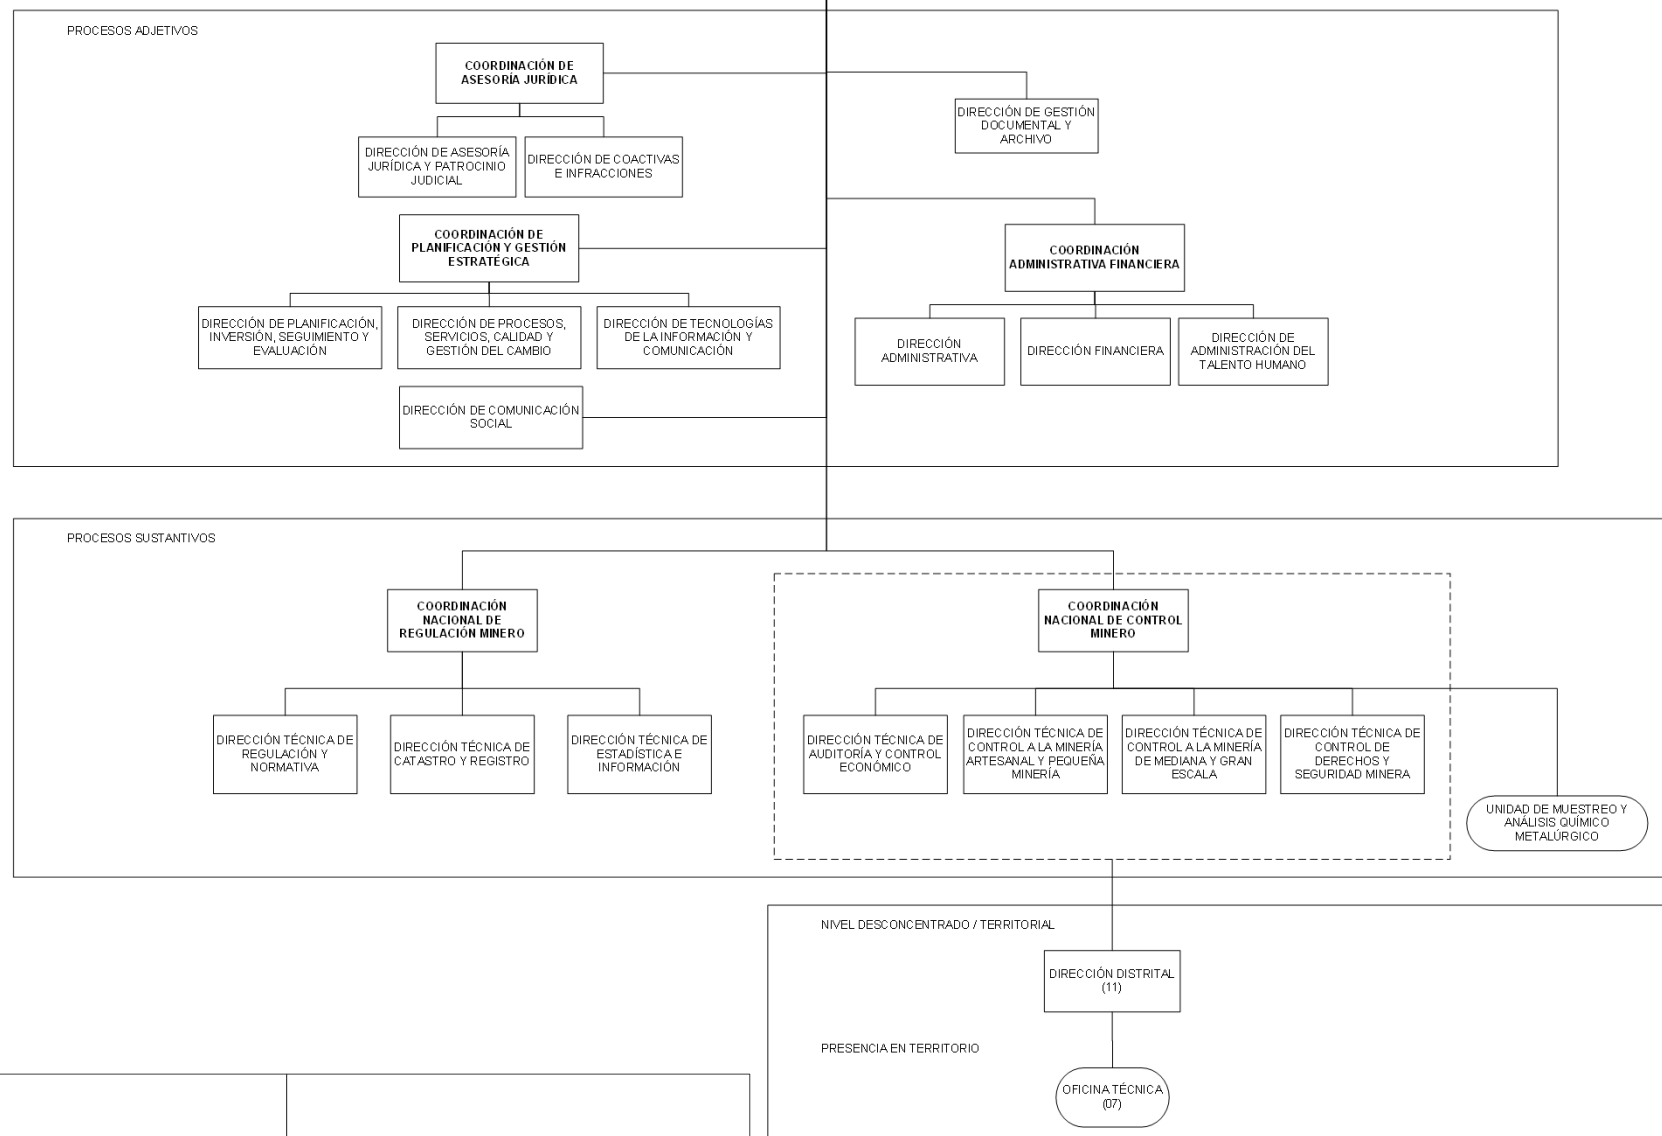 PROCESOS ADJETIVOS
COORDINACIÓN DE
ASESORÍA JURÍDICA
DIRECCIÓN DE GESTIÓN
DOCUMENTAL Y
ARCHIVO
DIRECCIÓN DE ASESORÍA
JURÍDICA Y PATROCINIO
JUDICIAL
DIRECCIÓN DE COACTIVAS
E INFRACCIONES
COORDINACIÓN DE
PLANIFICACIÓN Y GESTIÓN
ESTRATÉGICA
COORDINACIÓN
ADMINISTRATIVA FINANCIERA
DIRECCIÓN DE PLANIFICACIÓN,
INVERSIÓN, SEGUIMIENTO Y
EVALUACIÓN
DIRECCIÓN DE PROCESOS,
SERVICIOS, CALIDAD Y
GESTIÓN DEL CAMBIO
DIRECCIÓN DE TECNOLOGÍAS
DE LA INFORMACIÓN Y
COMUNICACIÓN
DIRECCIÓN
ADMINISTRATIVA
DIRECCIÓN FINANCIERA
DIRECCIÓN DE
ADMINISTRACIÓN DEL
TALENTO HUMANO
DIRECCIÓN DE COMUNICACIÓN
SOCIAL
PROCESOS SUSTANTIVOS
COORDINACIÓN
NACIONAL DE
REGULACIÓN MINERO
COORDINACIÓN
NACIONAL DE CONTROL
MINERO
DIRECCIÓN TÉCNICA DE
REGULACIÓN Y
NORMATIVA
DIRECCIÓN TÉCNICA DE
CATASTRO Y REGISTRO
DIRECCIÓN TÉCNICA DE
ESTADÍSTICA E
INFORMACIÓN
DIRECCIÓN TÉCNICA DE
AUDITORÍA Y CONTROL
ECONÓMICO
DIRECCIÓN TÉCNICA DE
CONTROL A LA MINERÍA
ARTESANAL Y PEQUEÑA
MINERÍA
DIRECCIÓN TÉCNICA DE
CONTROL A LA MINERÍA
DE MEDIANA Y GRAN
ESCALA
DIRECCIÓN TÉCNICA DE
CONTROL DE
DERECHOS Y
SEGURIDAD MINERA
UNIDAD DE MUESTREO Y
ANÁLISIS QUÍMICO
METALÚRGICO
NIVEL DESCONCENTRADO / TERRITORIAL
DIRECCIÓN DISTRITAL
(11)
PRESENCIA EN TERRITORIO
OFICINA TÉCNICA
(07)